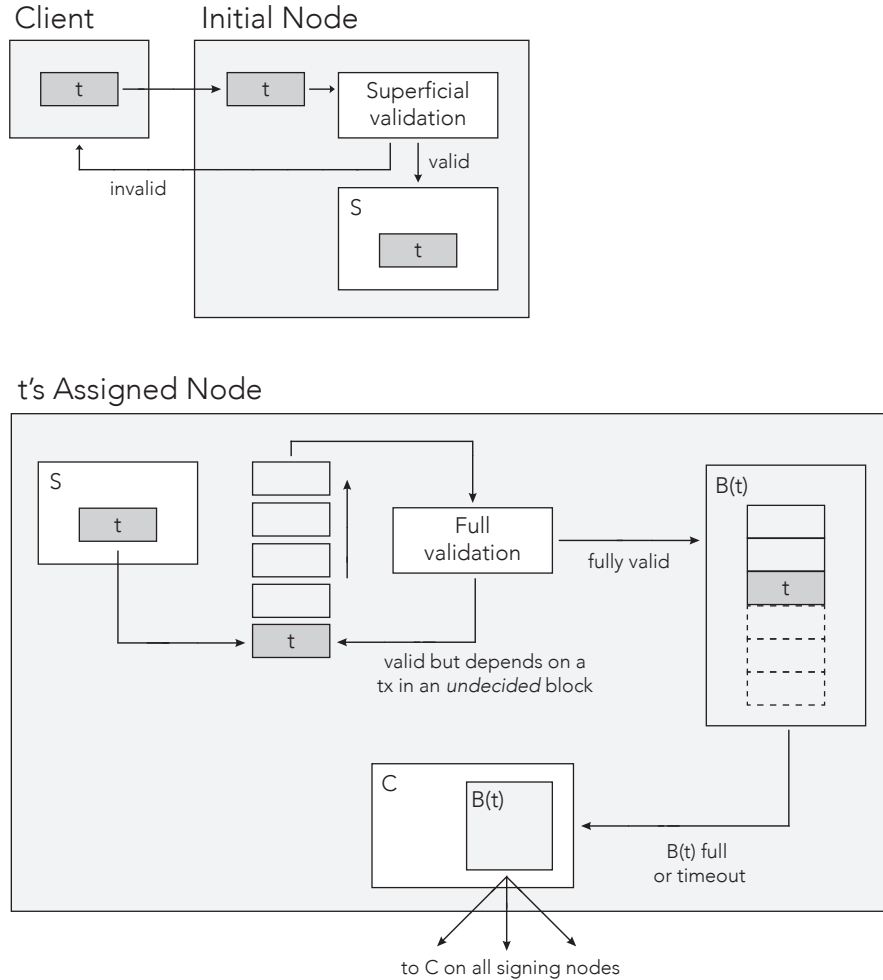 Client
Initial Node
t
t
Superficial
validation
invalid
valid
S
t
t's Assigned Node
S
t
t
Full
validation
fully valid
valid but depends on a
tx in an undecided block
B(t)
t
C
B(t)
B(t) full
or timeout
to C on all signing nodes